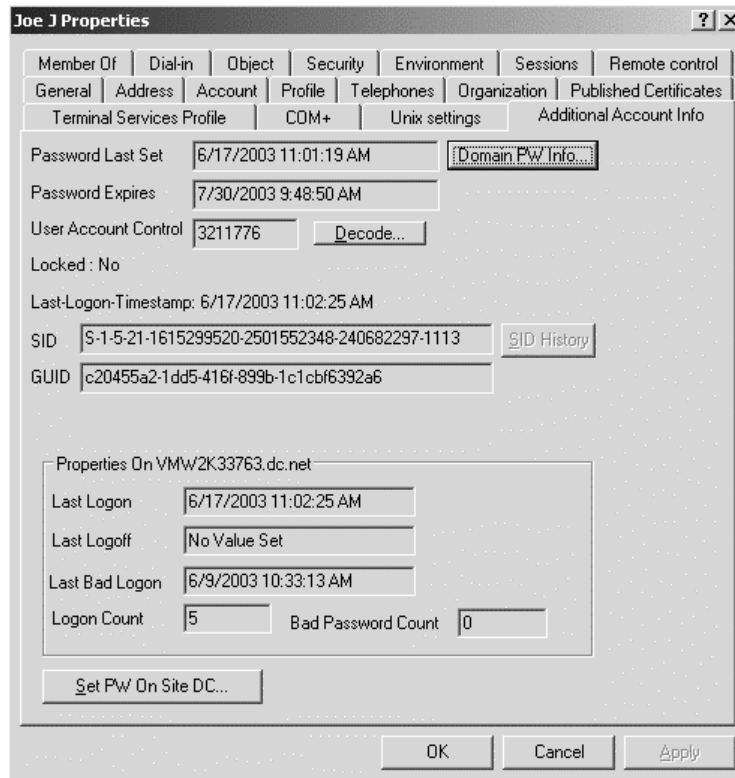 Joe J Properties
Member Of Dial-in Object Security Environment Sessions Remote control
General Address Account Profile Telephones Organization Published Certificates
Terminal Services Profile COM+ Unix settings Additional Account Info
Password Last Set 6/17/2003 11:01:19 AM Domain PW Info...
Password Expires 7/30/2003 9:48:50 AM
User Account Control 3211776 Decode...
Locked : No
Last-Logon-Timestamp: 6/17/2003 11:02:25 AM
SID S-1-5-21-1615299520-2501552348-240682297-1113 SID History
GUID c20455a2-1dd5-416f-899b-1c1cbf6392a6
Properties On VMW2K33763.dc.net
Last Logon 6/17/2003 11:02:25 AM
Last Logoff No Value Set
Last Bad Logon 6/9/2003 10:33:13 AM
Logon Count 5 Bad Password Count 0
Set PW On Site DC...
OK Cancel Apply